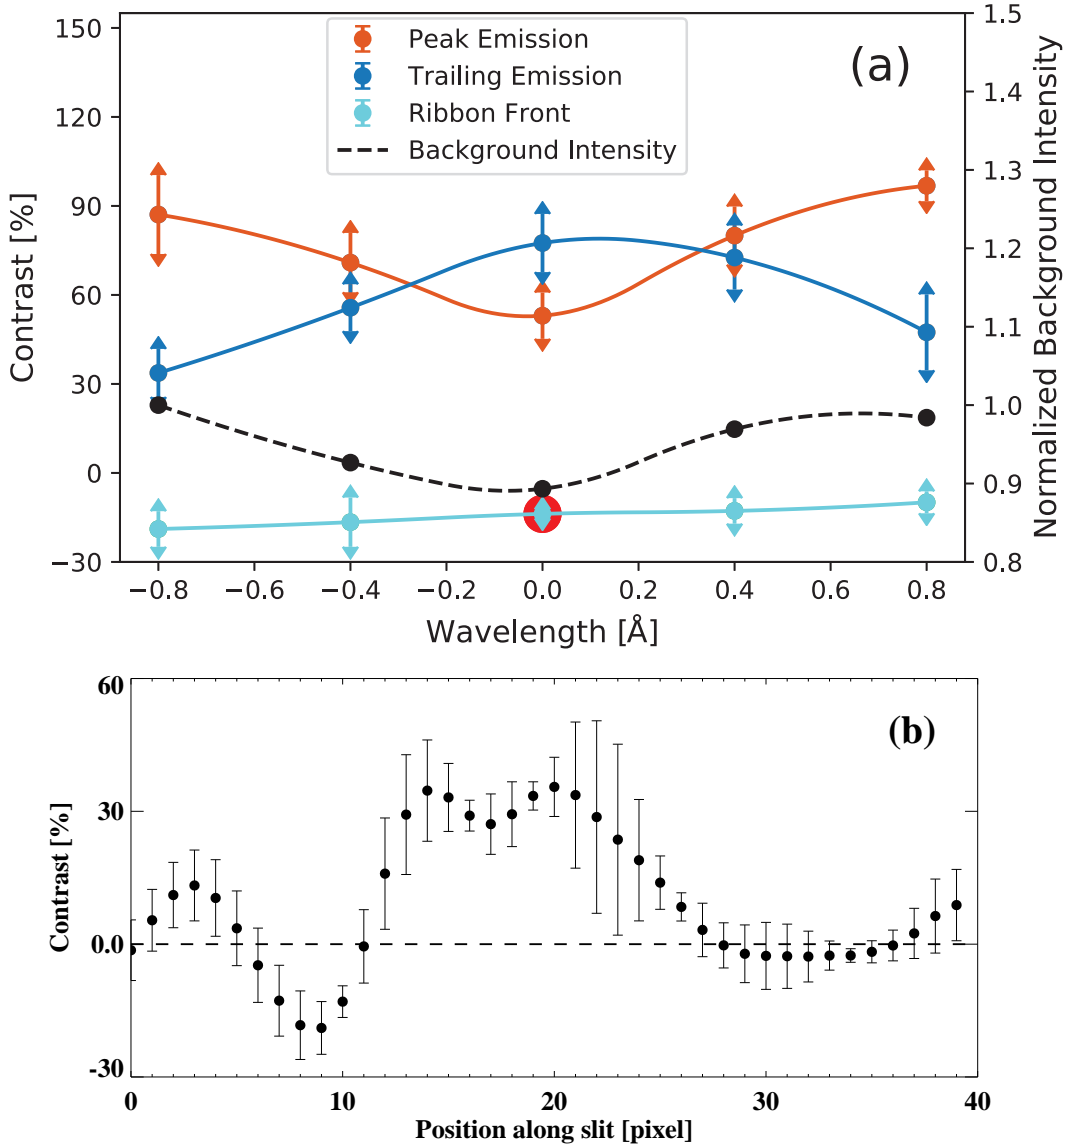 Peak Emission
Trailing Emission
Ribbon Front
Background Intensity
(a)
150
120
90
60
30
0
−30
Contrast [%]
1.5
1.4
1.3
1.2
1.1
1.0
0.9
0.8
Normalized Background Intensity
−0.8 −0.6 −0.4 −0.2 0.0 0.2 0.4 0.6 0.8
Wavelength [Å]
(b)
60
30
0.0
-30
Contrast [%]
0 10 20 30 40
Position along slit [pixel]